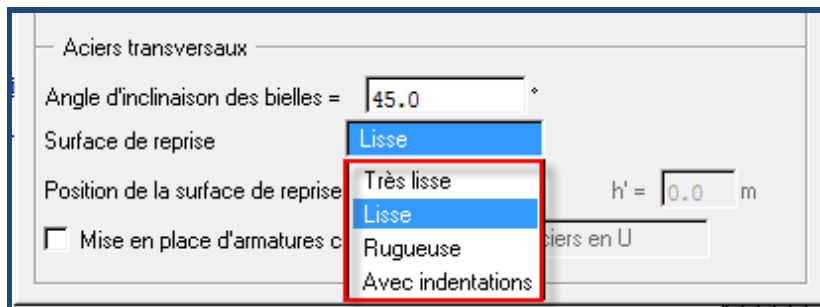 Aciers transversaux
Angle d'inclinaison des bielles = 45.0 °
Surface de reprise Lisse
Position de la surface de reprise h' = 0.0 m
Mise en place d'armatures en U
Très lisse
Lisse
Rugueuse
Avec indentations